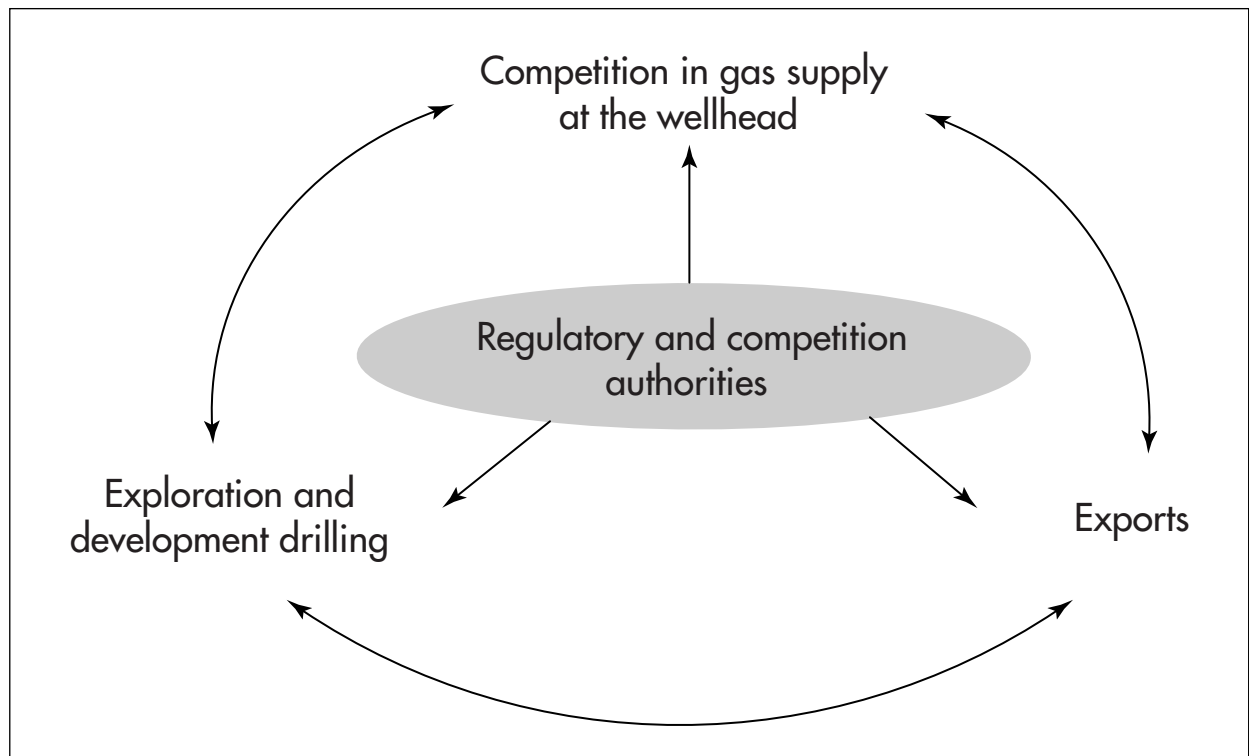 Competition in gas supply
at the wellhead
Regulatory and competition
authorities
Exploration and
development drilling
Exports